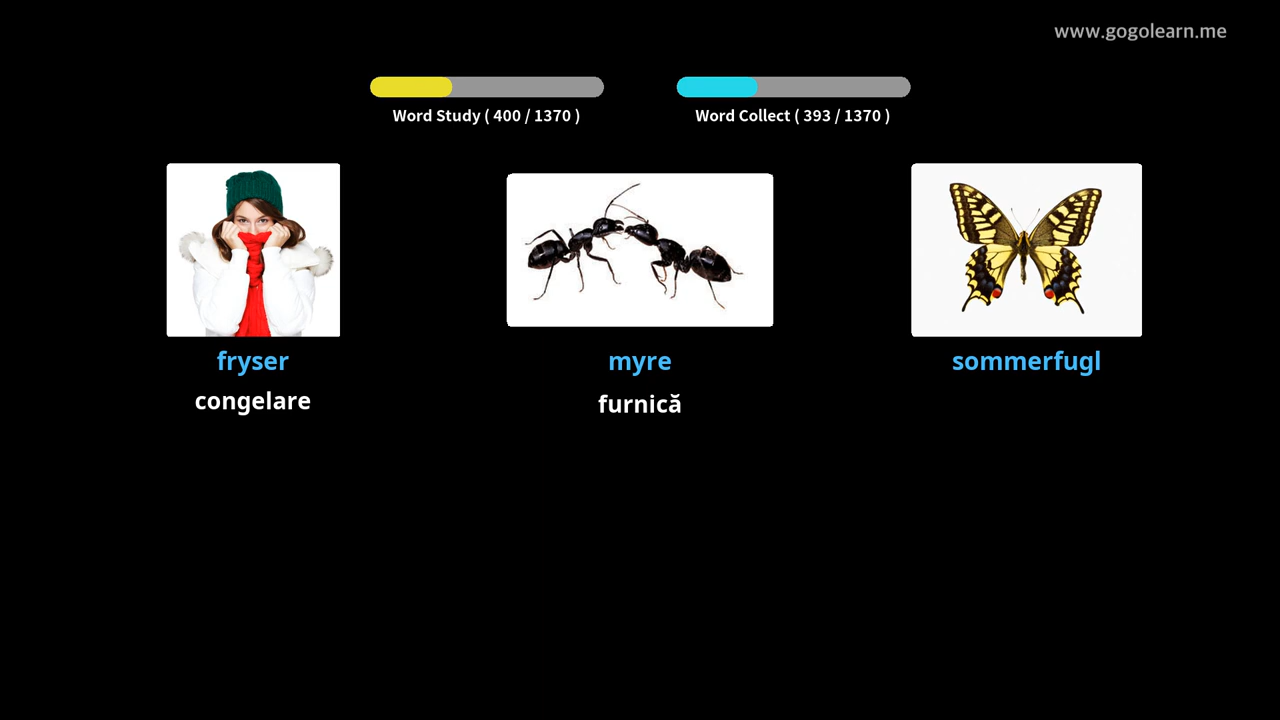 www.gogolearn.me
Word Study ( 400 / 1370 )
Word Collect ( 393 / 1370 )
fryser
myre
sommerfugl
congelare
furnică